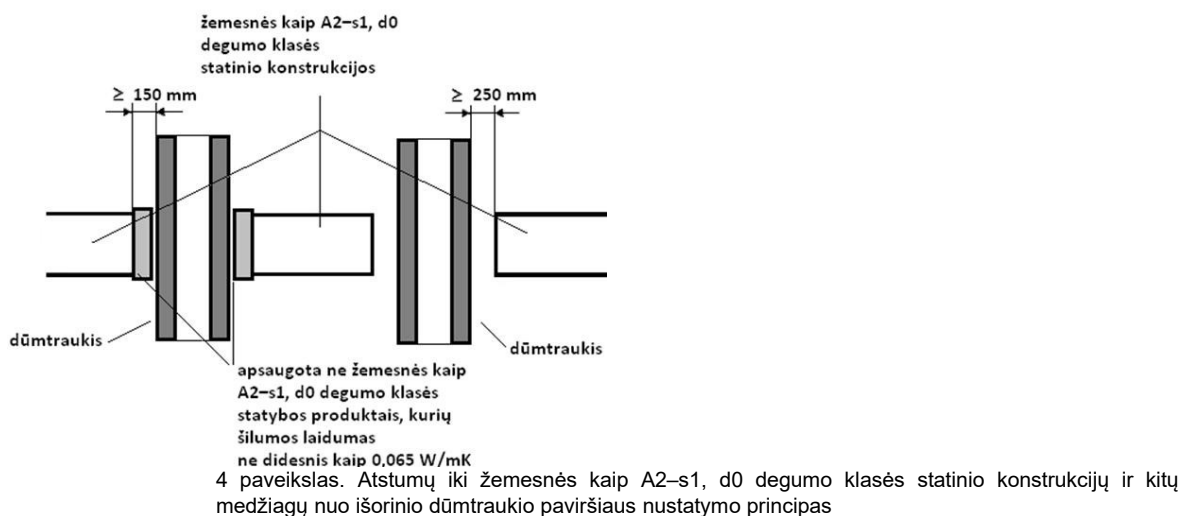 žemesnės kaip A2–s1, d0
degumo klasės
statinio konstrukcijos
≥ 150 mm
≥ 250 mm
dūmtraukis
dūmtraukis
apsaugota ne žemesnės kaip
A2–s1, d0 degumo klasės
statybos produktais, kurių
šilumos laidumas
ne didesnis kaip 0,065 W/mK
4 paveikslas. Atstumų iki žemesnės kaip A2–s1, d0 degumo klasės statinio konstrukcijų ir kitų
medžiagų nuo išorinio dūmtraukio paviršiaus nustatymo principas